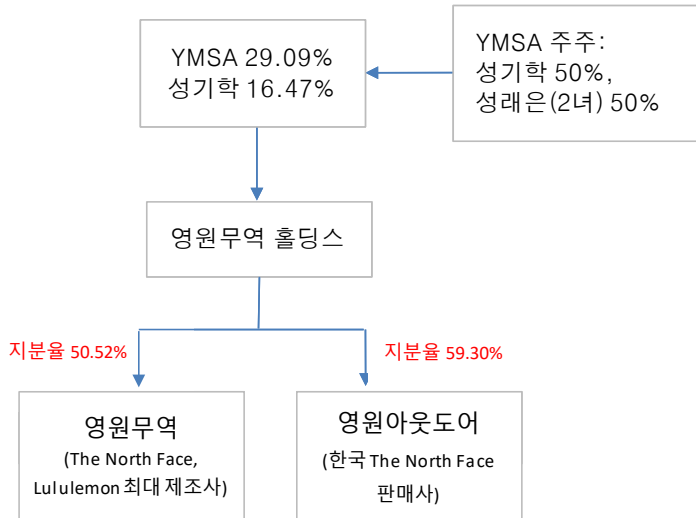 YMSA 29.09%
성기학 16.47%
YMSA 주주:
성기학 50%,
성래은(2녀) 50%
영원무역 홀딩스
지분율 50.52%
지분율 59.30%
영원무역
(The North Face,
Lululemon 최대 제조사)
영원아웃도어
(한국 The North Face
판매사)